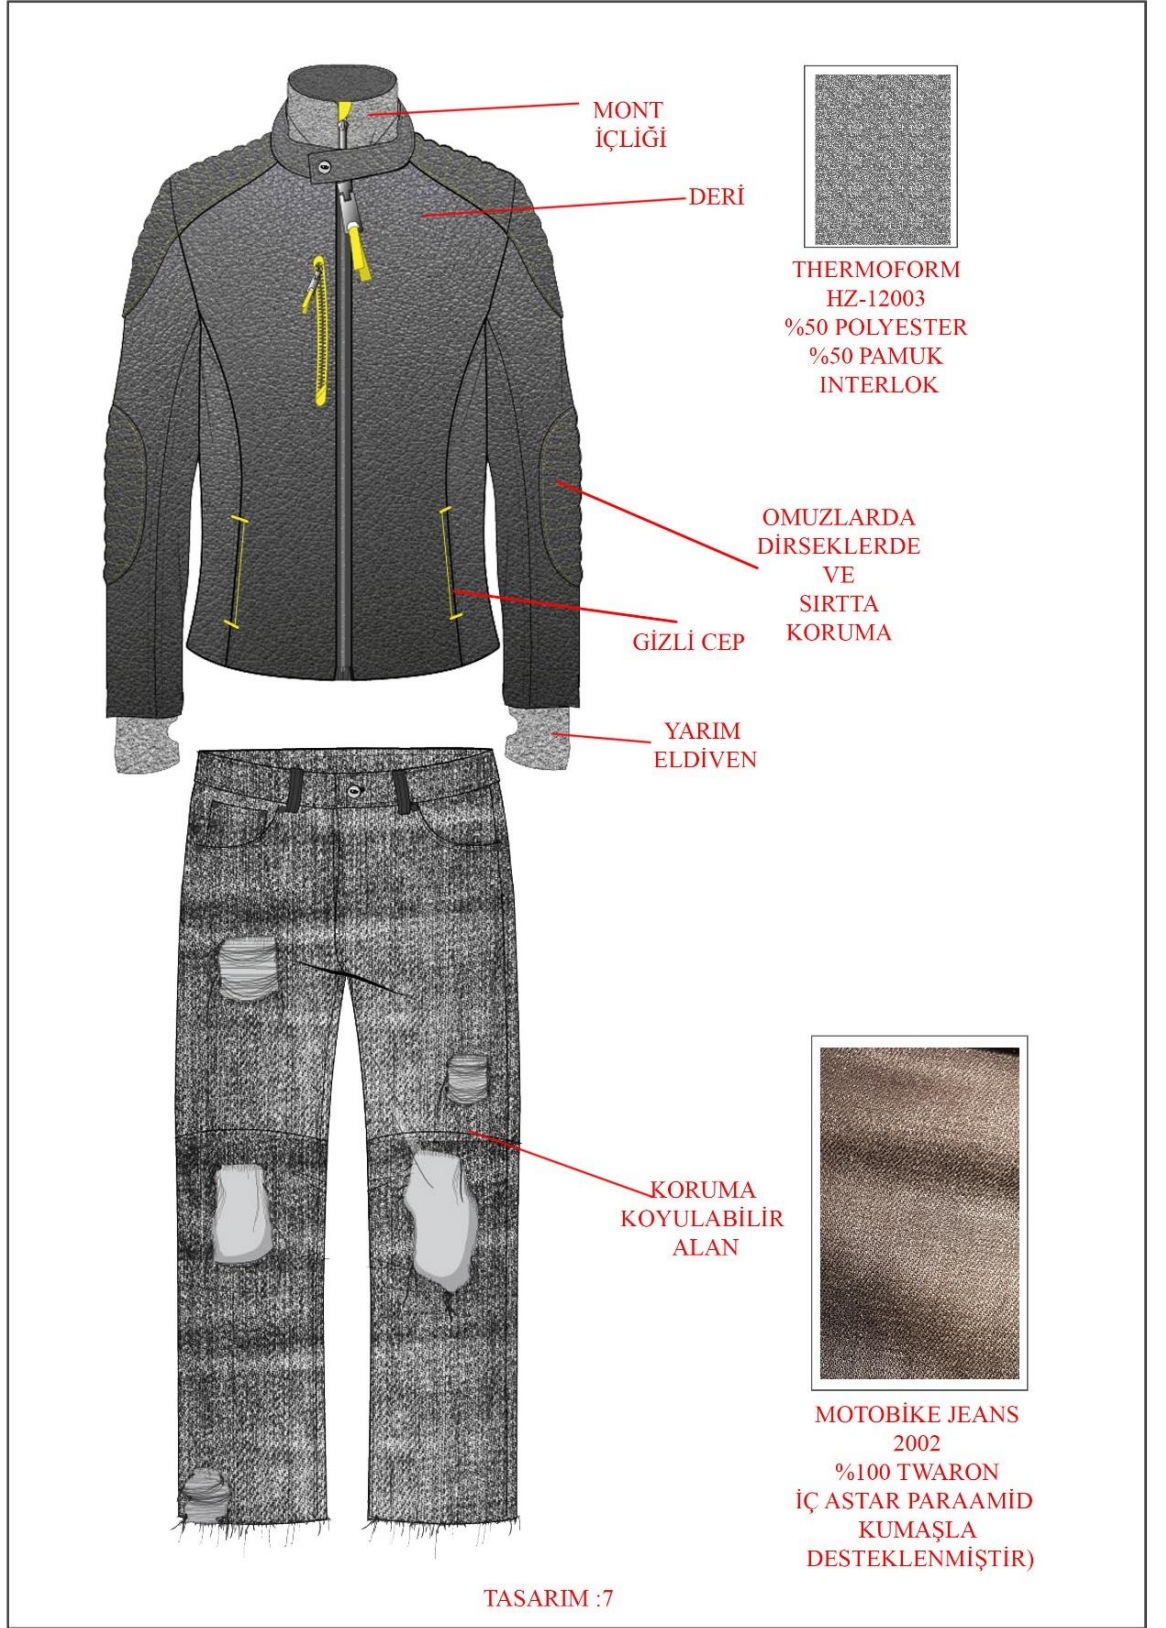 MONT
İÇLİĞİ
DERİ
THERMOFORM
HZ-12003
%50 POLYESTER
%50 PAMUK
INTERLOK
OMUZLARDA
DİRSEKLERDE
VE
SIRTTA
KORUMA
GİZLİ CEP
YARIM
ELDİVEN
KORUMA
KOYULABİLİR
ALAN
MOTOBİKE JEANS
2002
%100 TWARON
İÇ ASTAR PARAAMİD
KUMAŞLA
DESTEKLENMİŞTİR)
TASARIM :7